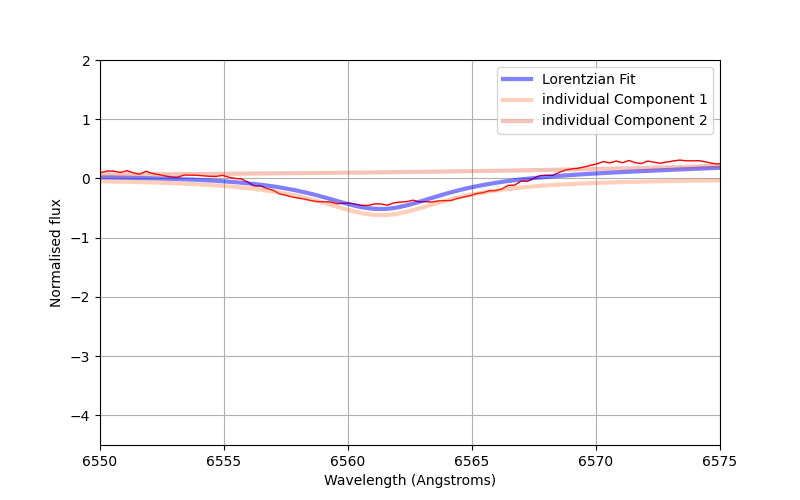 2
1
0
−1
−2
−3
−4
Normalised flux
Lorentzian Fit
individual Component 1
individual Component 2
6550 6555 6560 6565 6570 6575
Wavelength (Angstroms)